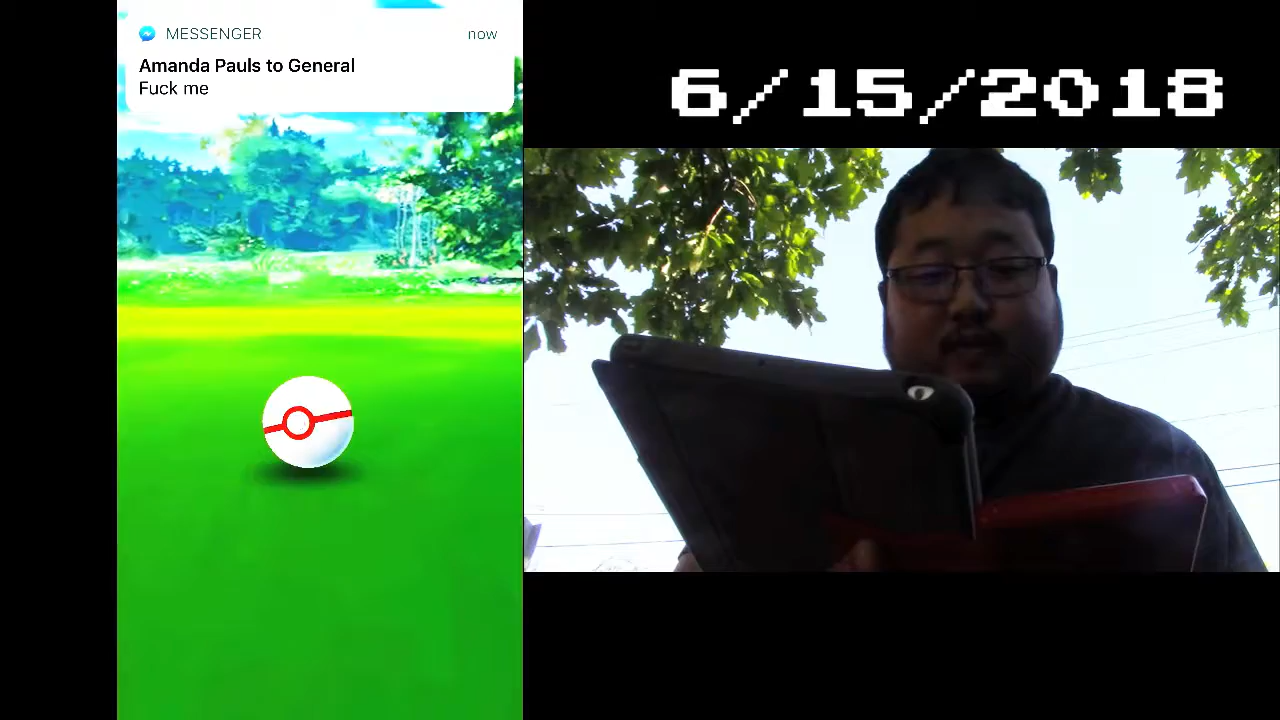 MESSENGER
now
Amanda Pauls to General
Fuck me
6/15/2018